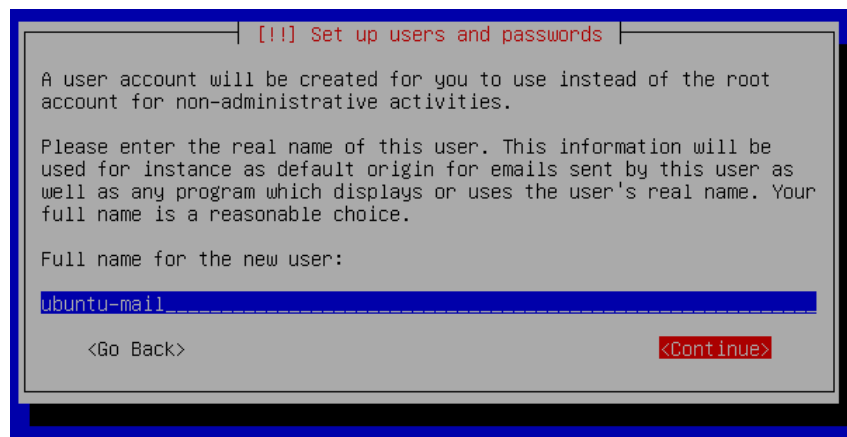 [!!] Set up users and passwords
A user account will be created for you to use instead of the root
account for non-administrative activities.
Please enter the real name of this user. This information will be
used for instance as default origin for emails sent by this user as
well as any program which displays or uses the user's real name. Your
full name is a reasonable choice.
Full name for the new user:
ubuntu-mail
<Go Back> <Continue>